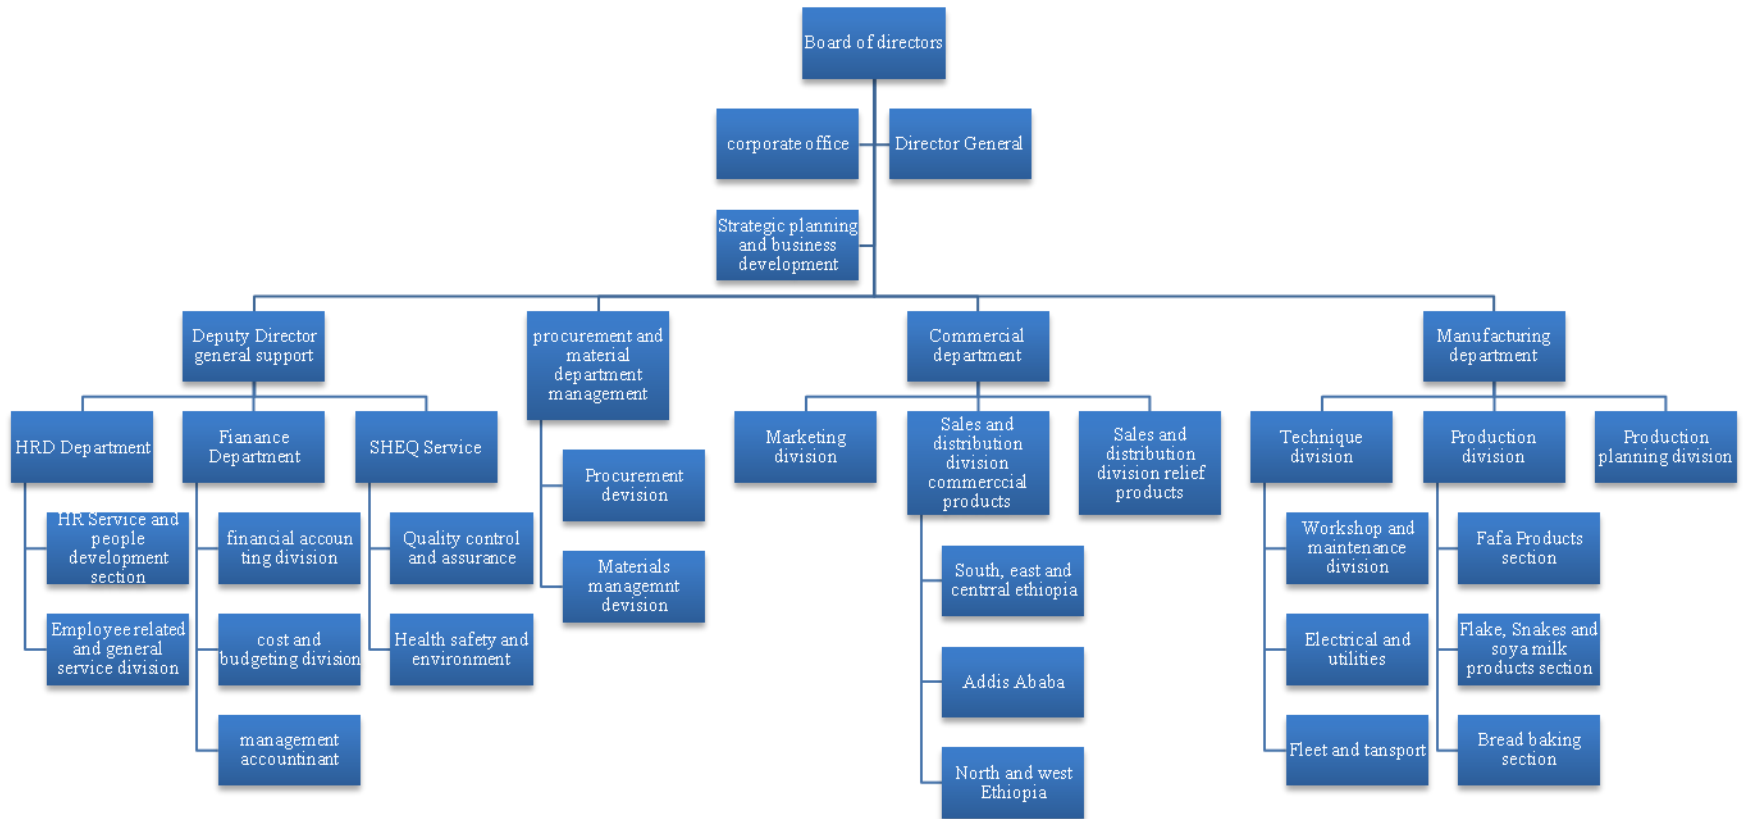 Board of directors
corporate office
Director General
Strategic planning
and business
development
Deputy Director
general support
procurement and
material
department
management
Commercial
department
Manufacturing
department
HRD Department
Fianance
Department
SHEQ Service
Marketing
division
Sales and
distribution
division
commerccial
products
Sales and
distribution
division relief
products
Technique
division
Production
division
Production
planning division
HR Service and
people
development
section
Employee related
and general
service division
financial accoun
ting division
cost and
budgeting division
management
accountinant
Quality control
and assurance
Health safety and
environment
Procurement
devision
Materials
managemnt
devision
South, east and
centrral ethiopia
Addis Ababa
North and west
Ethiopia
Workshop and
maintenance
division
Electrical and
utilities
Fleet and tansport
Fafa Products
section
Flake, Snakes and
soya milk
products section
Bread baking
section